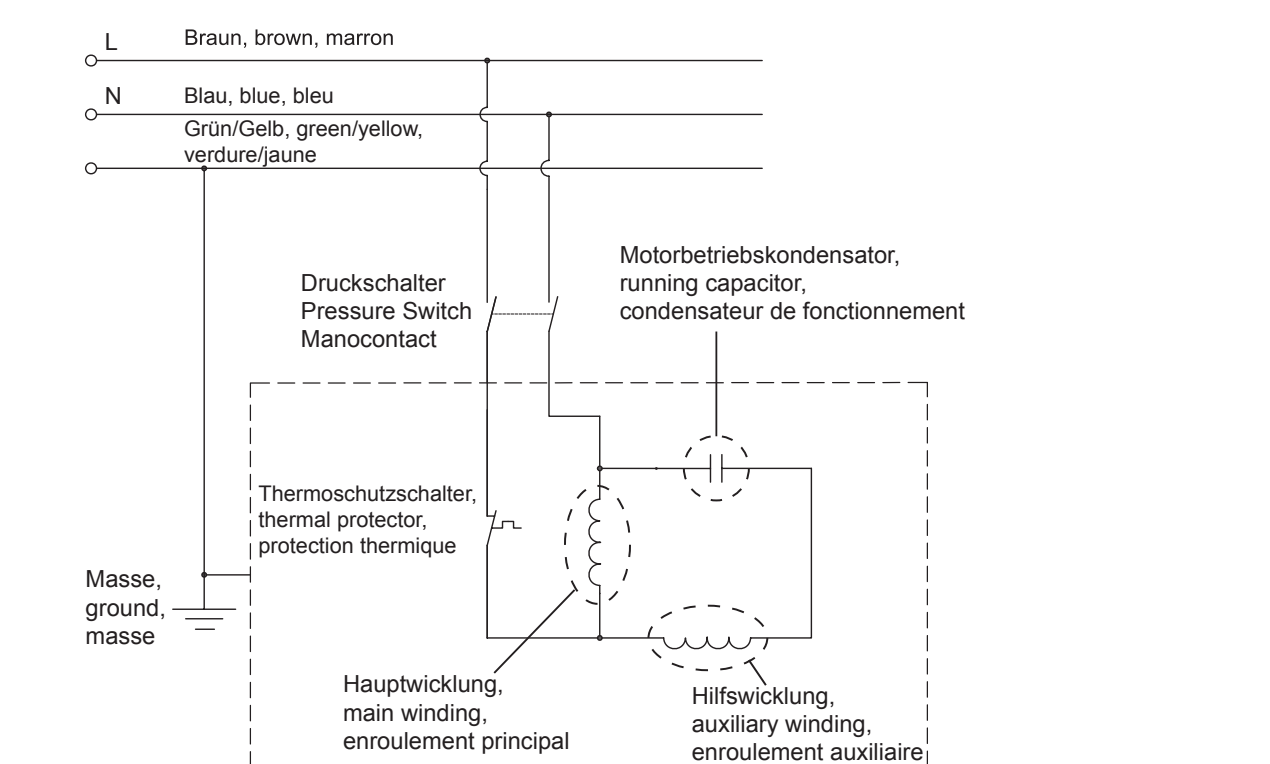 L
Braun, brown, marron
N
Blau, blue, bleu
Grün/Gelb, green/yellow,
verdure/jaune
Motorbetriebskondensator,
running capacitor,
condensateur de fonctionnement
Druckschalter
Pressure Switch
Manocontact
Thermoschutzschalter,
thermal protector,
protection thermique
Masse,
ground,
masse
Hauptwicklung,
main winding,
enroulement principal
Hilfswicklung,
auxiliary winding,
enroulement auxiliaire